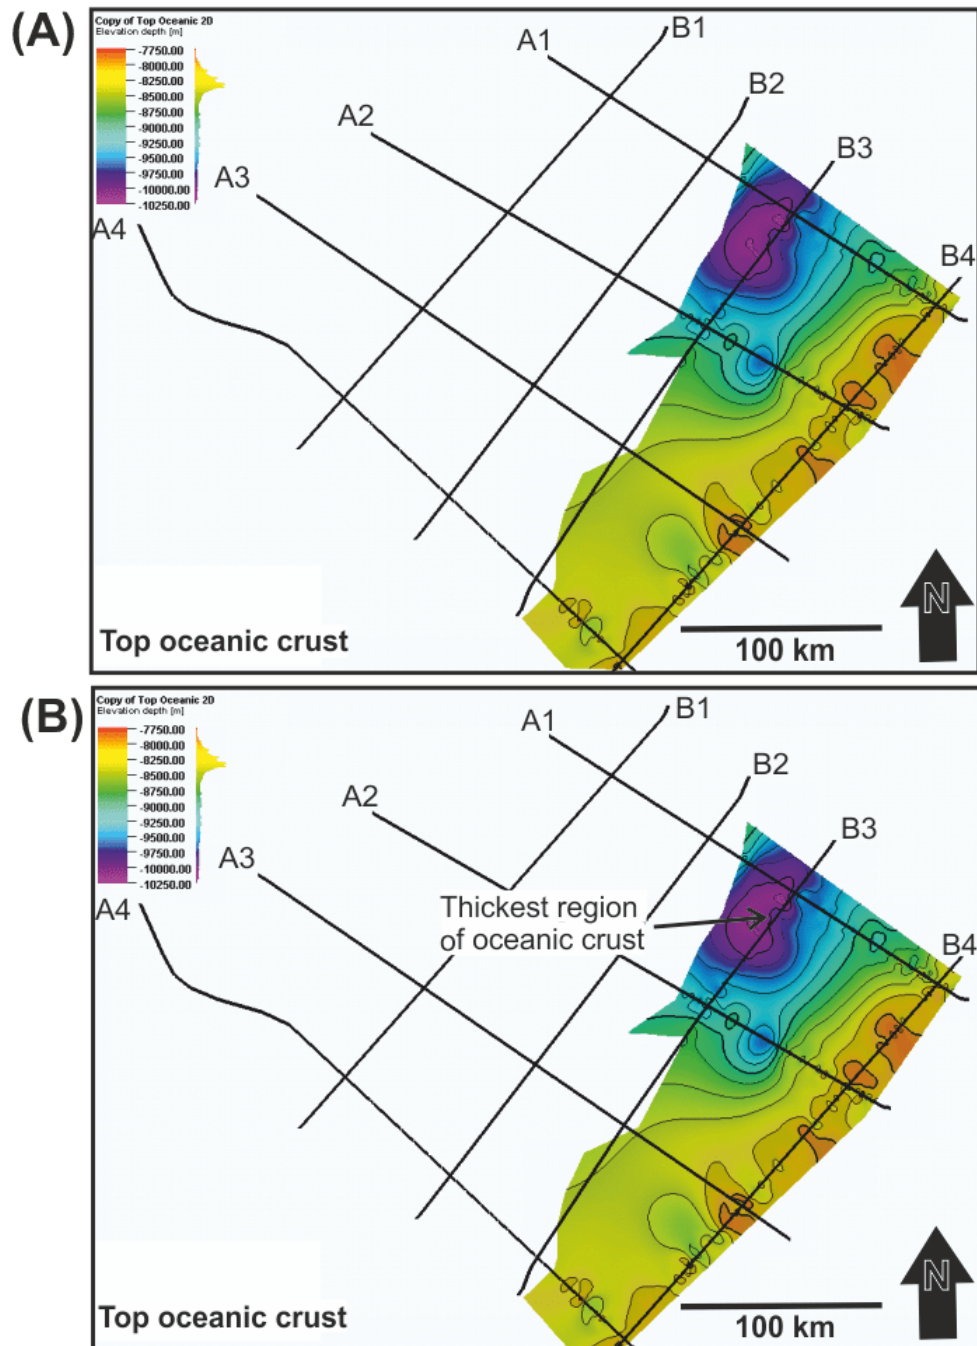 (A)
Copy of Top Oceanic 2D
Elevation depth [m]
-7750.00
-8000.00
-8250.00
-8500.00
-8750.00
-9000.00
-9250.00
-9500.00
-9750.00
-10000.00
-10250.00
A1
B1
A2
B2
A3
B3
A4
B4
N
Top oceanic crust
100 km
(B)
Copy of Top Oceanic 2D
Elevation depth [m]
-7750.00
-8000.00
-8250.00
-8500.00
-8750.00
-9000.00
-9250.00
-9500.00
-9750.00
-10000.00
-10250.00
A1
B1
A2
B2
A3
B3
A4
Thickest region
of oceanic crust
B4
N
Top oceanic crust
100 km